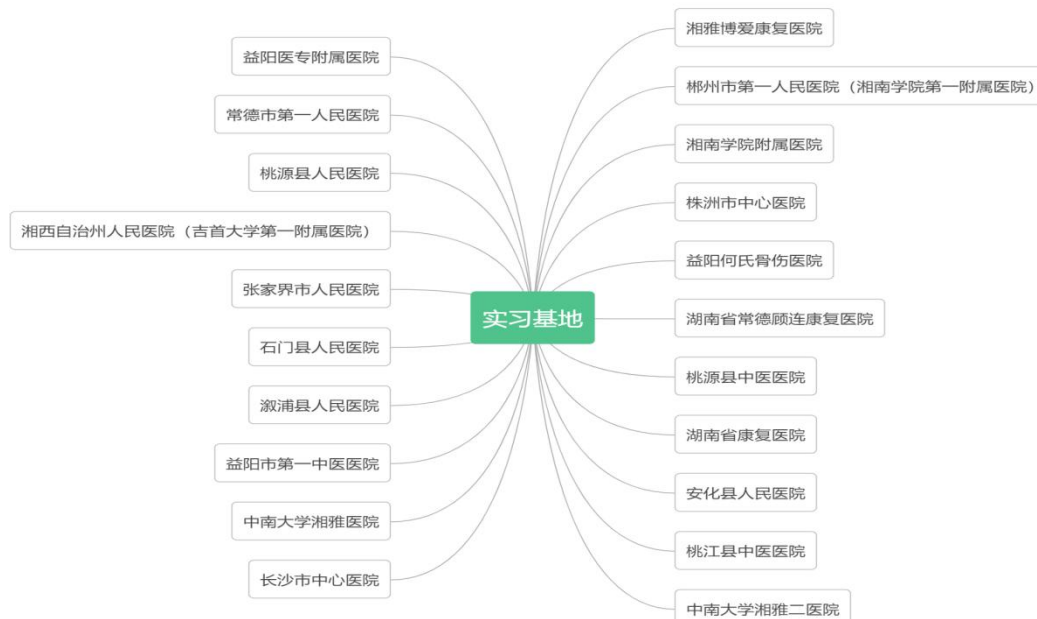 益阳医专附属医院
常德市第一人民医院
桃源县人民医院
湘西自治州人民医院（吉首大学第一附属医院）
张家界市人民医院
石门县人民医院
溆浦县人民医院
益阳市第一中医医院
中南大学湘雅医院
长沙市中心医院
实习基地
湘雅博爱康复医院
郴州市第一人民医院（湘南学院第一附属医院）
湘南学院附属医院
株洲市中心医院
益阳何氏骨伤医院
湖南省常德顾连康复医院
桃源县中医医院
湖南省康复医院
安化县人民医院
桃江县中医医院
中南大学湘雅二医院